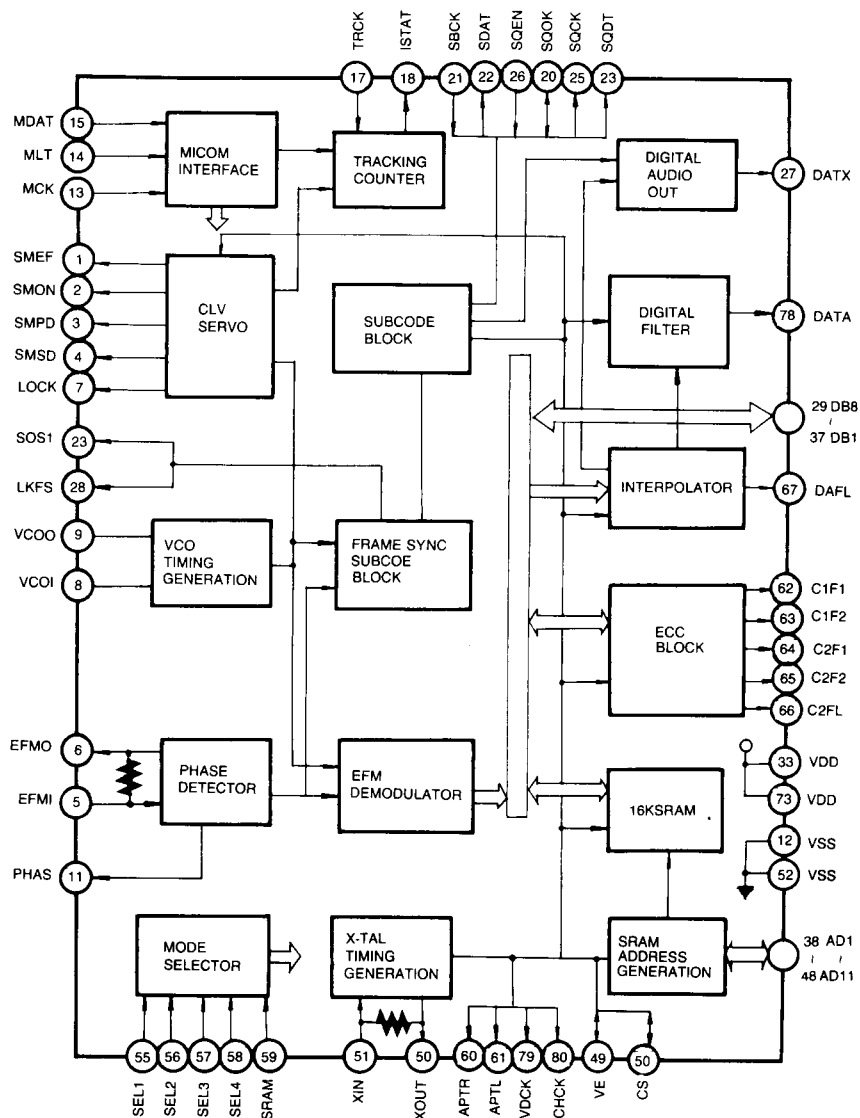 TRCK
ISTAT
SBCK
SDAT
SQEN
SQOK
SQCK
SQDT
17
18
21
22
26
20
25
23
MDAT
15
MLT
14
MCK
13
MICOM
INTERFACE
TRACKING
COUNTER
DIGITAL
AUDIO
OUT
27
DATX
SMEF
1
SMON
2
SMPD
3
SMSD
4
LOCK
7
CLV
SERVO
SUBCODE
BLOCK
DIGITAL
FILTER
78
DATA
29 DB8
~
37 DB1
SOS1
23
LKFS
28
INTERPOLATOR
67
DAFL
VCOO
9
VCOI
8
VCO
TIMING
GENERATION
FRAME SYNC
SUBCOE
BLOCK
ECC
BLOCK
62
C1F1
63
C1F2
64
C2F1
65
C2F2
66
C2FL
EFMO
6
EFMI
5
PHASE
DETECTOR
EFM
DEMODULATOR
16KSRAM
33
VDD
73
VDD
12
VSS
52
VSS
PHAS
11
MODE
SELECTOR
X-TAL
TIMING
GENERATION
SRAM
ADDRESS
GENERATION
38 AD1
~
48 AD11
55
56
57
58
59
51
50
60
61
79
80
49
50
SEL1
SEL2
SEL3
SEL4
SRAM
XIN
XOUT
APTR
APTL
VDCK
CHCK
VE
CS